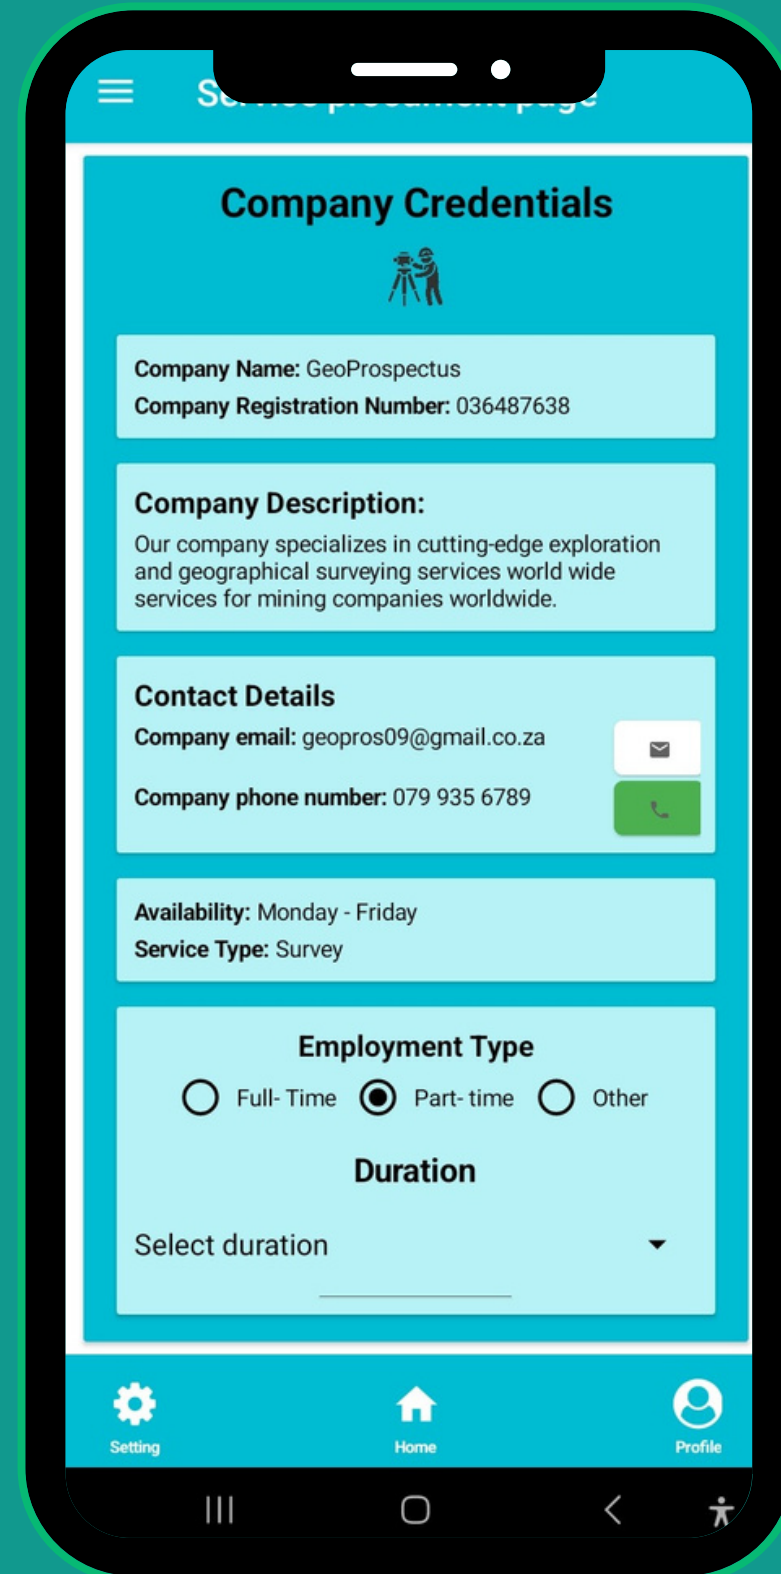 Company Credentials
Company Name: GeoProspectus
Company Registration Number: 036487638
Company Description:
Our company specializes in cutting-edge exploration
and geographical surveying services world wide
services for mining companies worldwide.
Contact Details
Company email: geopros09@gmail.co.za
Company phone number: 079 935 6789
Availability: Monday - Friday
Service Type: Survey
Employment Type
Full- Time Part- time Other
Duration
Select duration
Setting Home Profile